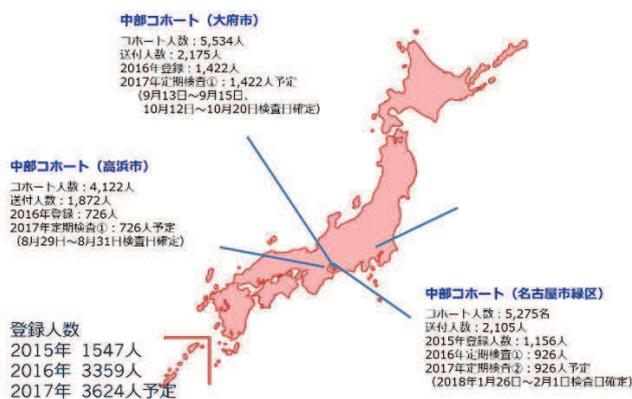 中部コホート（大府市）
コホート人数：5,534人
送付人数：2,175人
2016年登録：1,422人
2017年定期検査①：1,422人予定
（9月13日～9月15日、
10月12日～10月20日検査日確定）
中部コホート（高浜市）
コホート人数：4,122人
送付人数：1,872人
2016年登録：726人
2017年定期検査①：726人予定
（8月29日～8月31日検査日確定）
中部コホート（名古屋市緑区）
コホート人数：5,275名
送付人数：2,105人
2015年登録人数：1,156人
2016年定期検査①：926人
2017年定期検査②：926人予定
（2018年1月26日～2月1日検査日確定）
登録人数
2015年 1547人
2016年 3359人
2017年 3624人予定